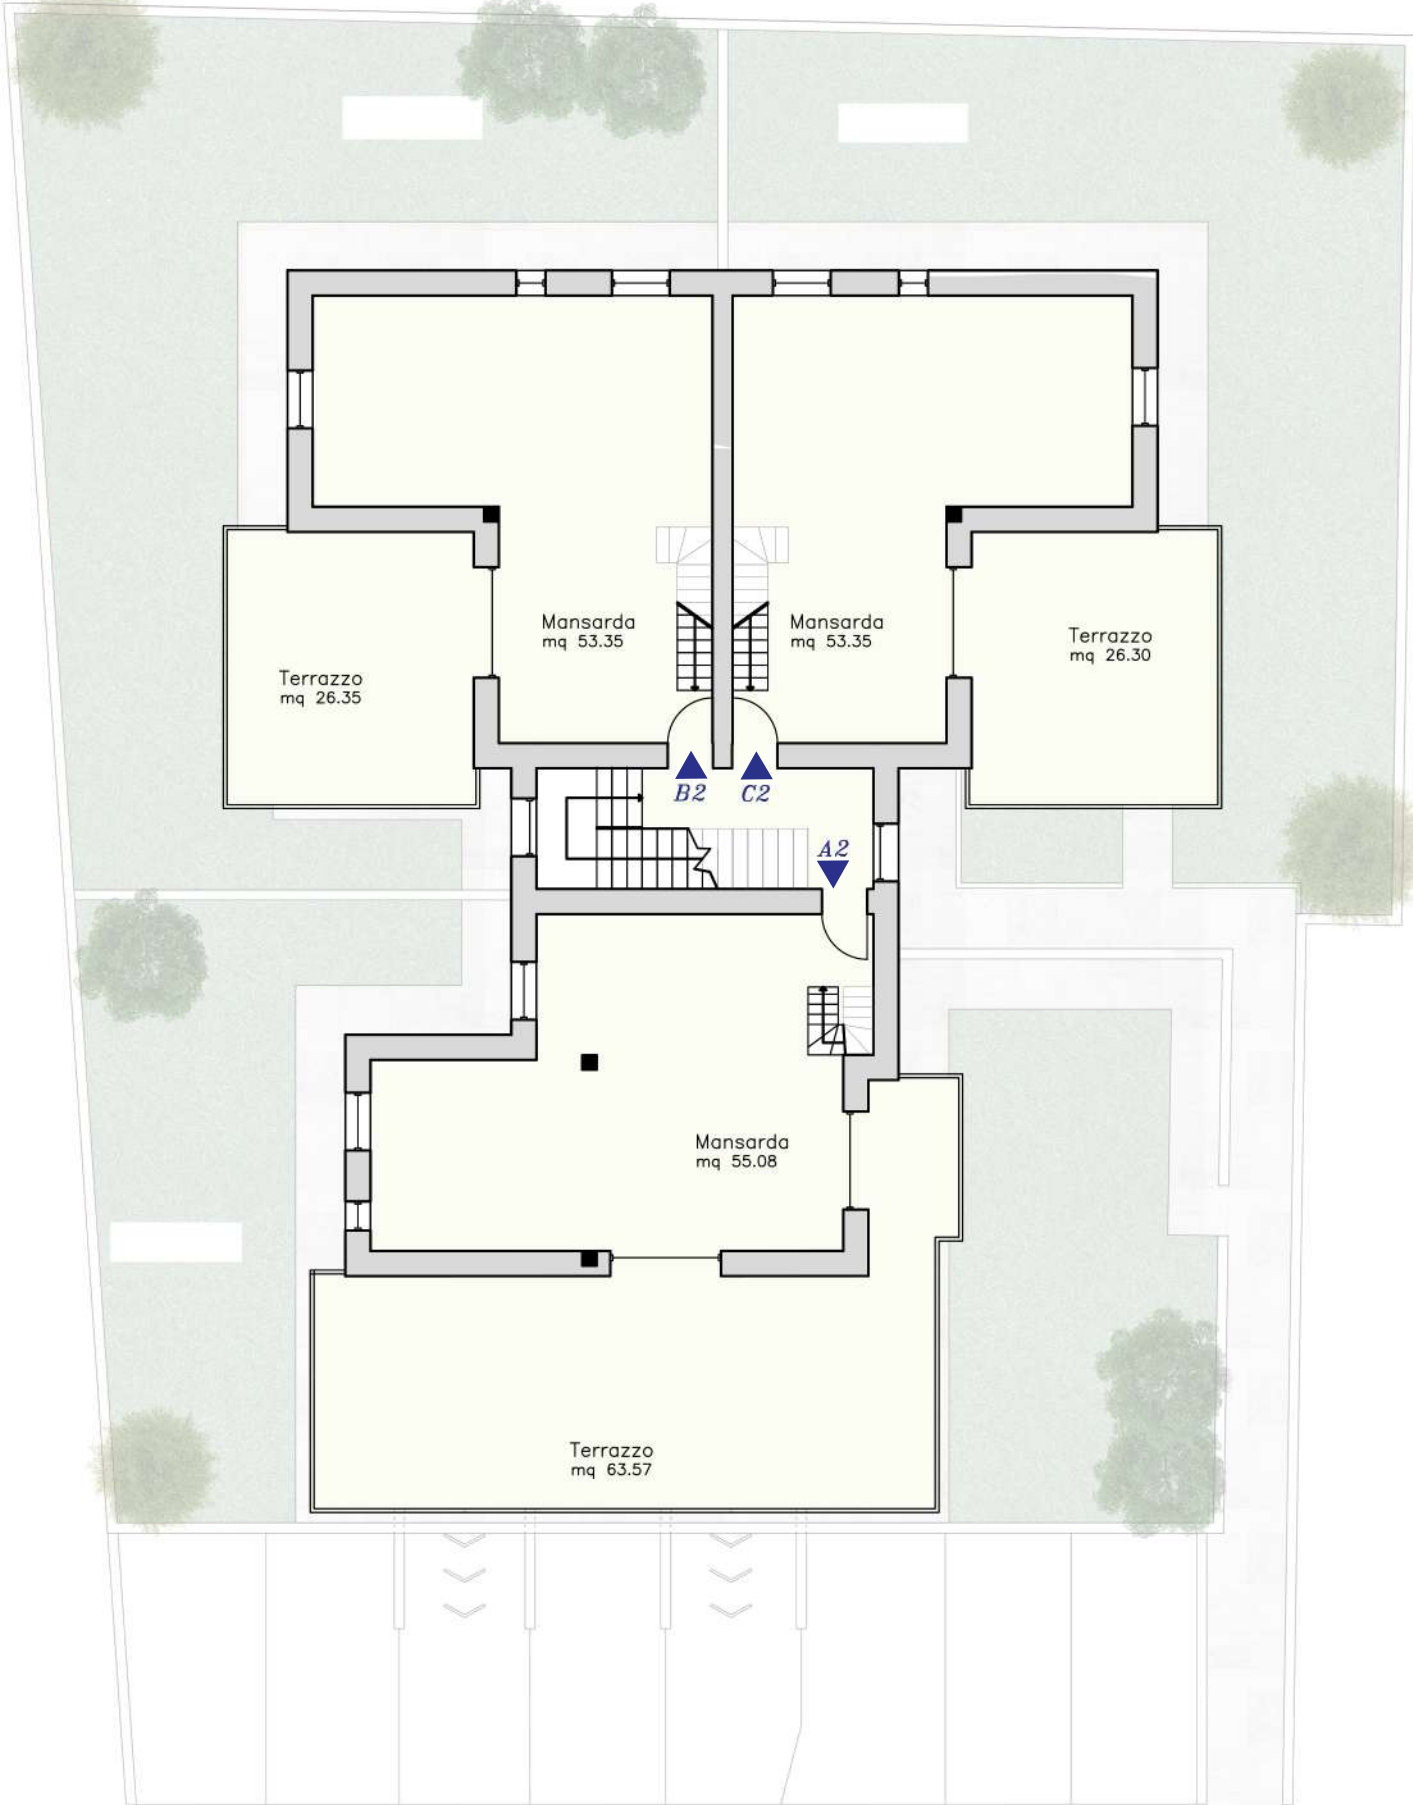 Mansarda
mq 53.35
Mansarda
mq 53.35
Terrazzo
mq 26.30
Terrazzo
mq 26.35
B2
C2
A2
Mansarda
mq 55.08
Terrazzo
mq 63.57